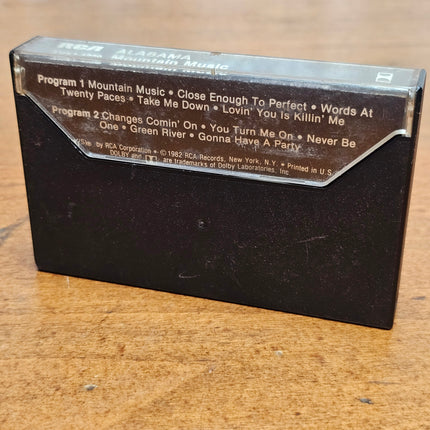 RCA ALABAMA
Mountain Music
Program 1 Mountain Music • Close Enough To Perfect • Words At
Twenty Paces • Take Me Down • Lovin' You Is Killin' Me
Program 2 Changes Comin' On • You Turn Me On • Never Be
One • Green River • Gonna Have A Party
by RCA Corporation • © 1982 RCA Records, New York, N.Y. • Printed in U.S.
DOLBY and are trademarks of Dolby Laboratories, Inc.